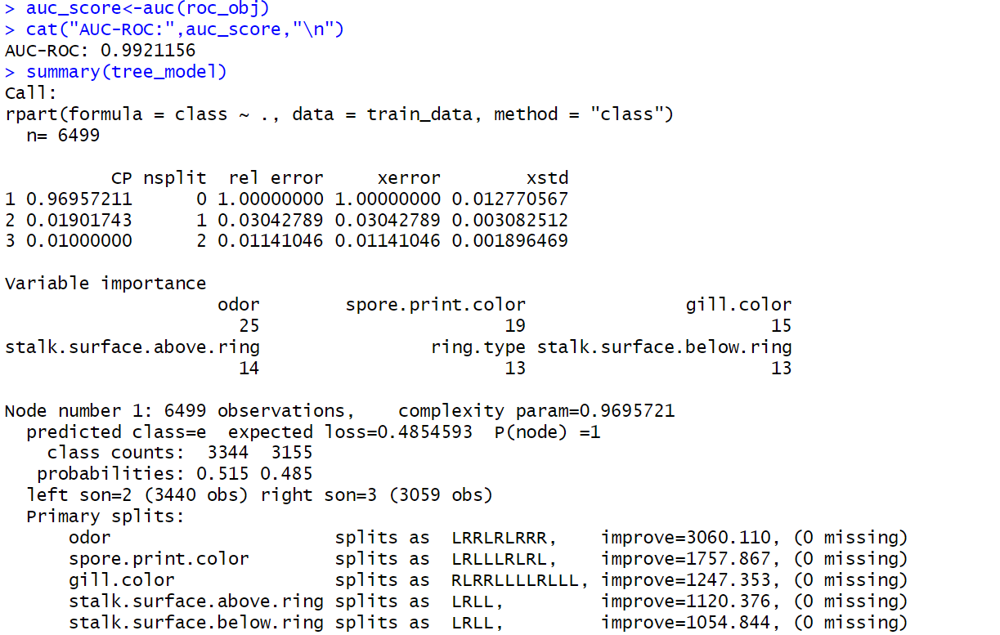 > auc_score<-auc(roc_obj)
> cat("AUC-ROC:",auc_score,"\n")
AUC-ROC: 0.9921156
> summary(tree_model)
Call:
rpart(formula = class ~ ., data = train_data, method = "class")
  n= 6499

          CP nsplit  rel error     xerror        xstd
1 0.96957211      0 1.00000000 1.00000000 0.012770567
2 0.01901743      1 0.03042789 0.03042789 0.003082512
3 0.01000000      2 0.01141046 0.01141046 0.001896469

Variable importance
                    odor        spore.print.color               gill.color
                      25                       19                       15
stalk.surface.above.ring                ring.type stalk.surface.below.ring
                      14                       13                       13

Node number 1: 6499 observations,    complexity param=0.9695721
  predicted class=e  expected loss=0.4854593  P(node) =1
    class counts:  3344  3155
   probabilities: 0.515 0.485
  left son=2 (3440 obs) right son=3 (3059 obs)
  Primary splits:
      odor                     splits as  LRRLRLRRR,    improve=3060.110, (0 missing)
      spore.print.color        splits as  LRLLLRLRL,    improve=1757.867, (0 missing)
      gill.color               splits as  RLRRLLLLRLLL, improve=1247.353, (0 missing)
      stalk.surface.above.ring splits as  LRLL,         improve=1120.376, (0 missing)
      stalk.surface.below.ring splits as  LRLL,         improve=1054.844, (0 missing)